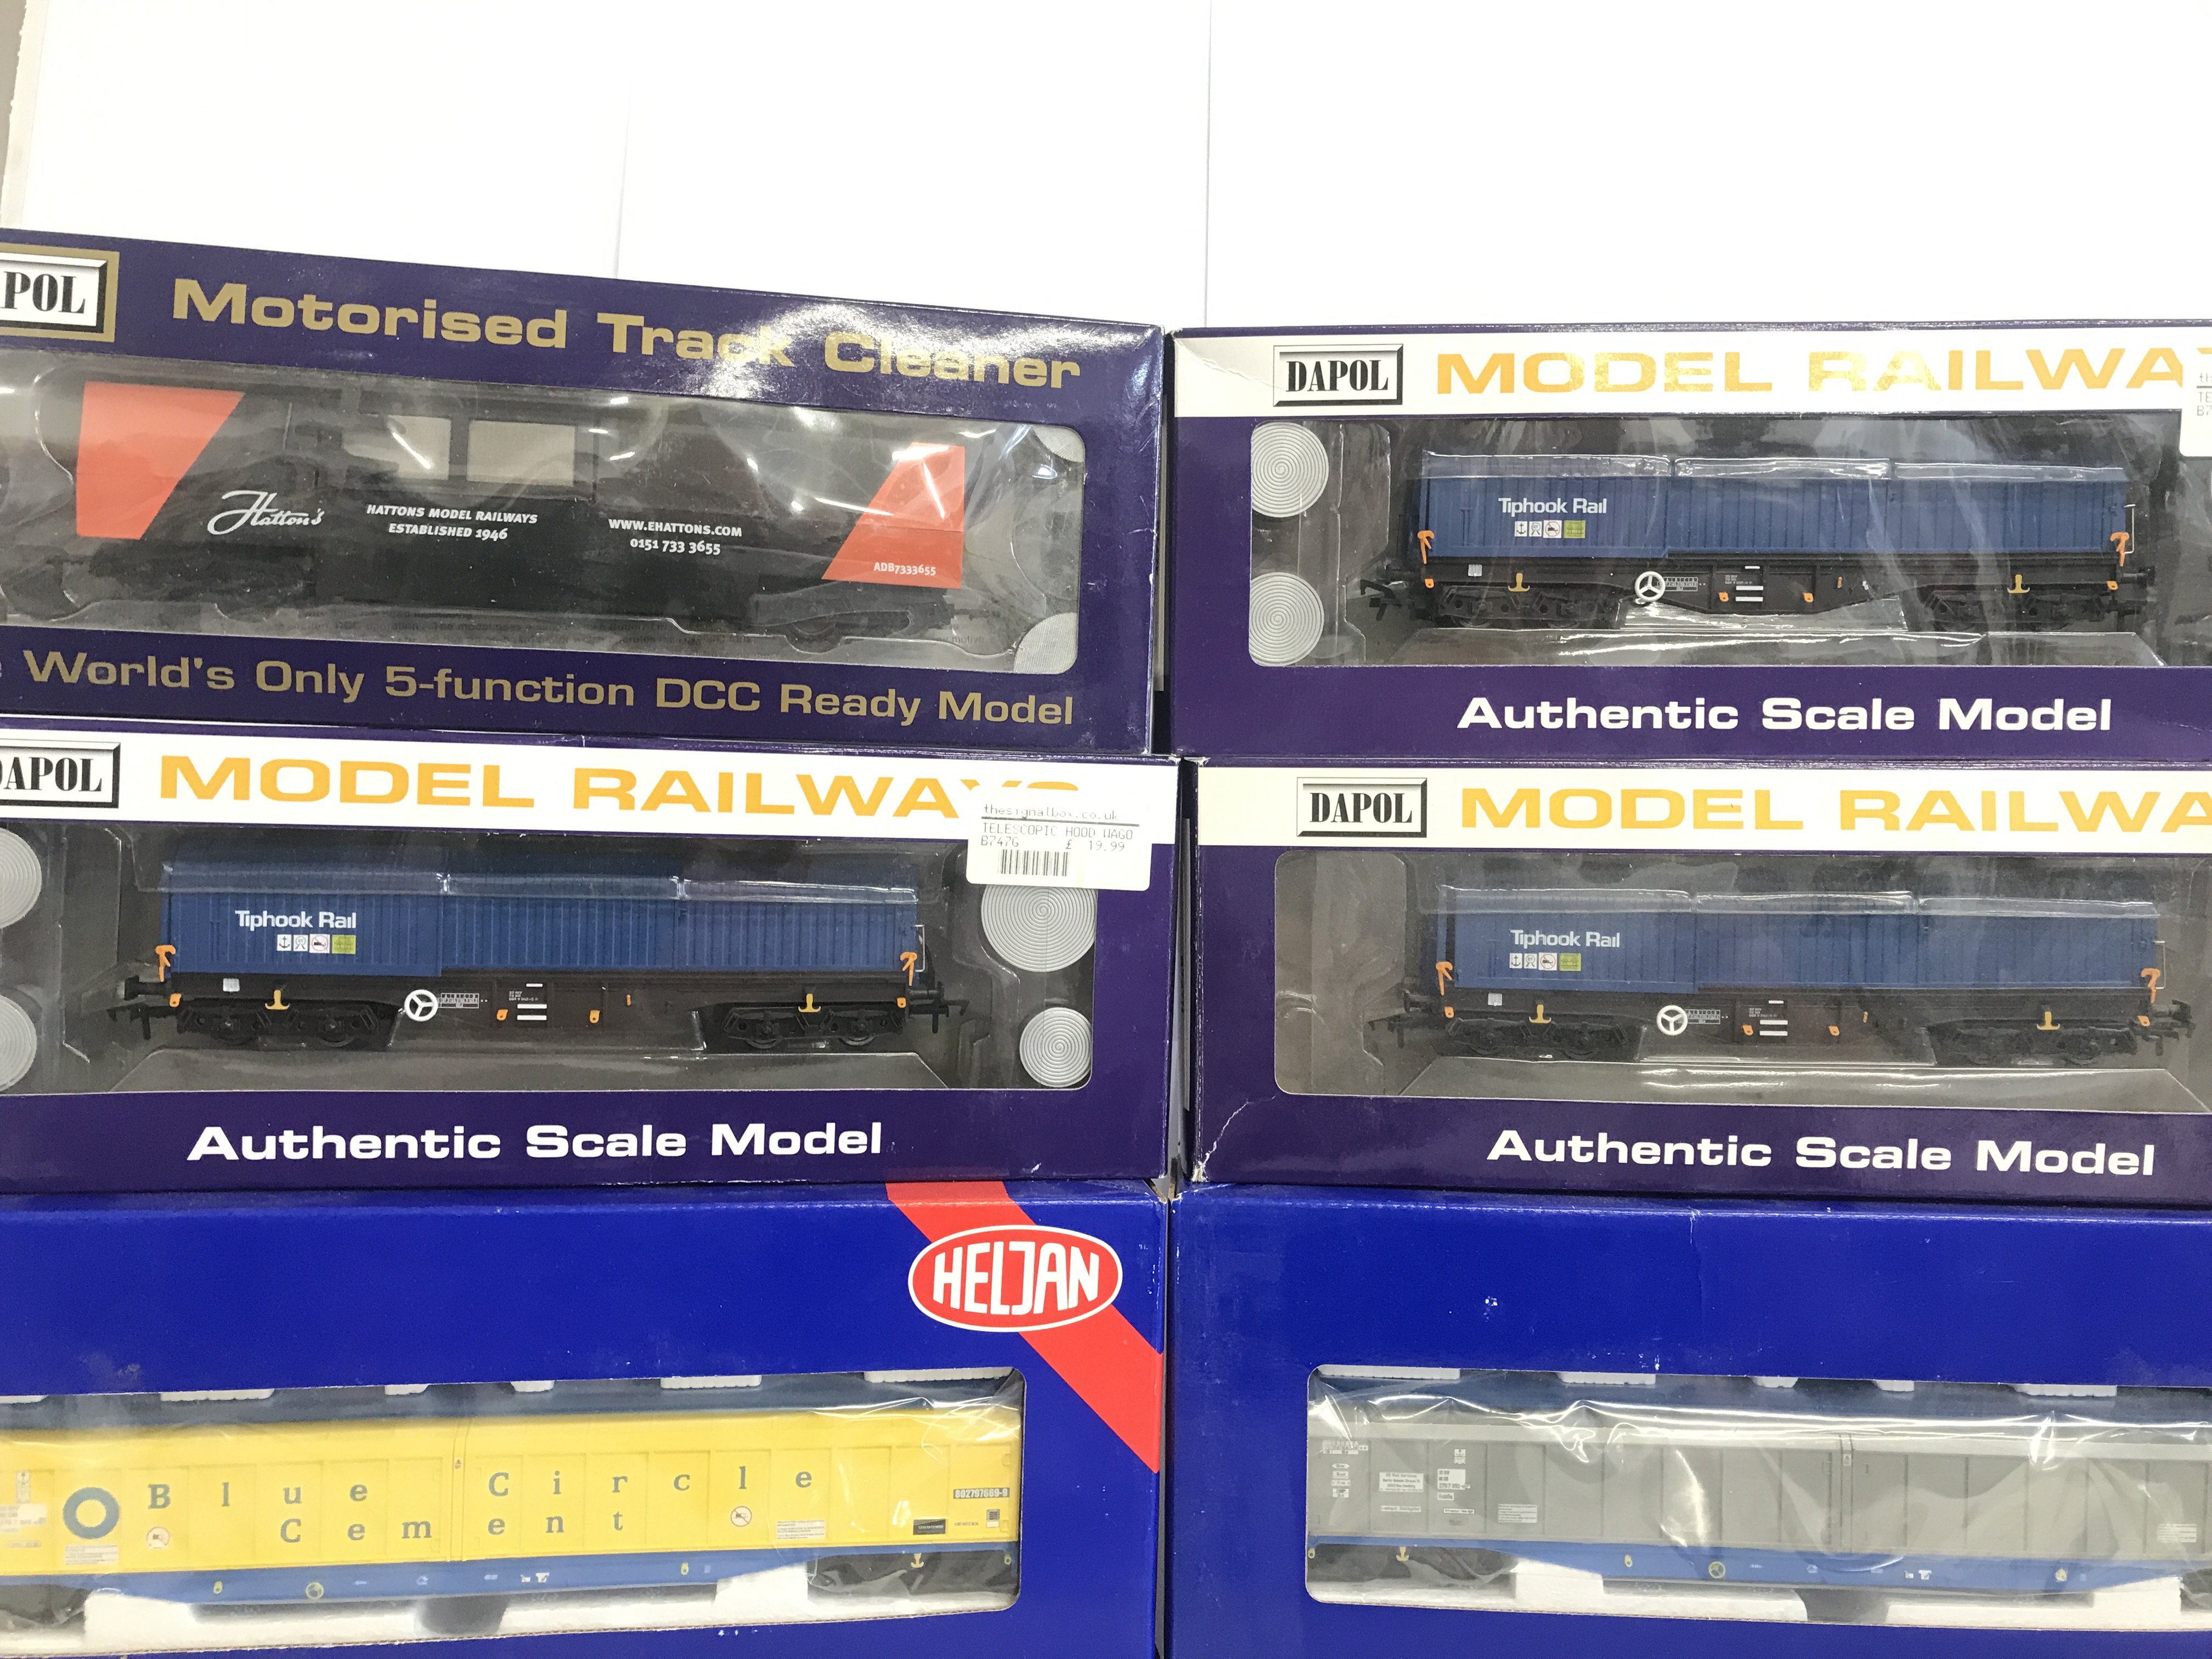 POL
Motorised Track Cleaner
Hatton's
HATTONS MODEL RAILWAYS
ESTABLISHED 1946
WWW.EHATTONS.COM
0151 733 3655
ADB7333655
World's Only 5-function DCC Ready Model
DAPOL
MODEL RAILWA
Tiphook Rail
Authentic Scale Model
DAPOL
MODEL RAILWAYS
thesignalbox.co.uk
TELESCOPIC HOOD WAGO
B747G £ 19.99
Tiphook Rail
Authentic Scale Model
DAPOL
MODEL RAILWA
Tiphook Rail
Authentic Scale Model
HELJAN
Blue Circle
Cement
802797669-9